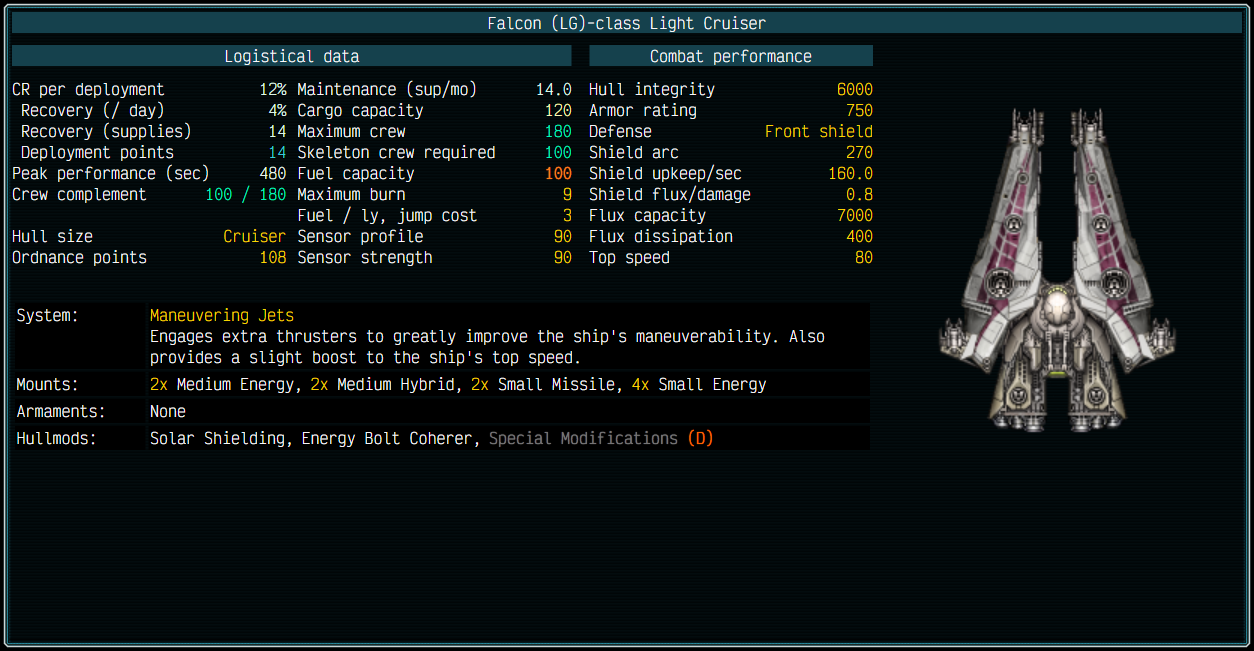 Falcon (LG)-class Light Cruiser
Logistical data
CR per deployment 12%
Recovery (/ day) 4%
Recovery (supplies) 14
Deployment points 14
Peak performance (sec) 480
Crew complement 100 / 180
Hull size Cruiser
Ordnance points 108
Maintenance (sup/mo) 14.0
Cargo capacity 120
Maximum crew 180
Skeleton crew required 100
Fuel capacity 100
Maximum burn 9
Fuel / ly, jump cost 3
Sensor profile 90
Sensor strength 90
Combat performance
Hull integrity 6000
Armor rating 750
Defense Front shield
Shield arc 270
Shield upkeep/sec 160.0
Shield flux/damage 0.8
Flux capacity 7000
Flux dissipation 400
Top speed 80
System: Maneuvering Jets
Engages extra thrusters to greatly improve the ship's maneuverability. Also
provides a slight boost to the ship's top speed.
Mounts: 2x Medium Energy, 2x Medium Hybrid, 2x Small Missile, 4x Small Energy
Armaments: None
Hullmods: Solar Shielding, Energy Bolt Coherer, Special Modifications (D)